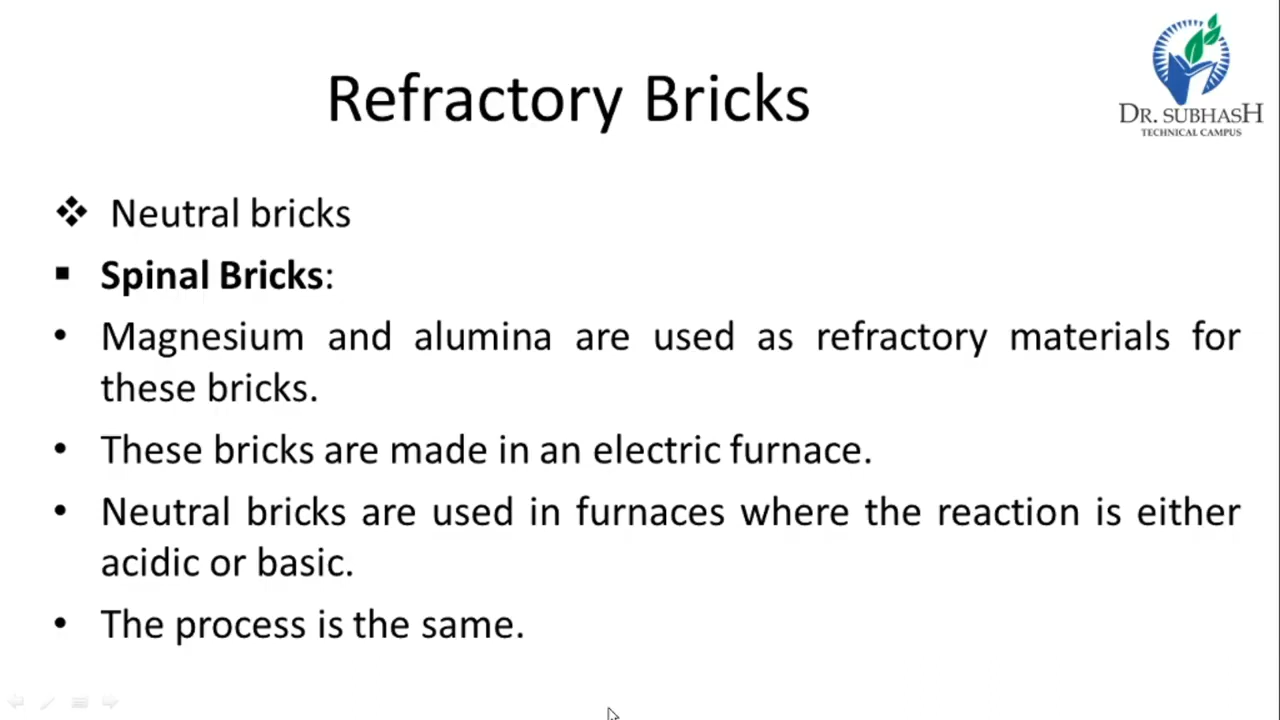 DR. SUBHASH
TECHNICAL CAMPUS
Refractory Bricks
Neutral bricks
Spinal Bricks:
Magnesium and alumina are used as refractory materials for
these bricks.
These bricks are made in an electric furnace.
Neutral bricks are used in furnaces where the reaction is either
acidic or basic.
The process is the same.